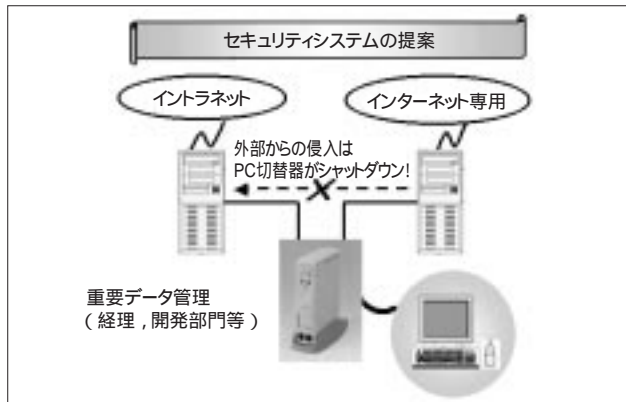 セキュリティシステムの提案
イントラネット
インターネット専用
外部からの侵入は
PC切替器がシャットダウン!
重要データ管理
(経理,開発部門等)